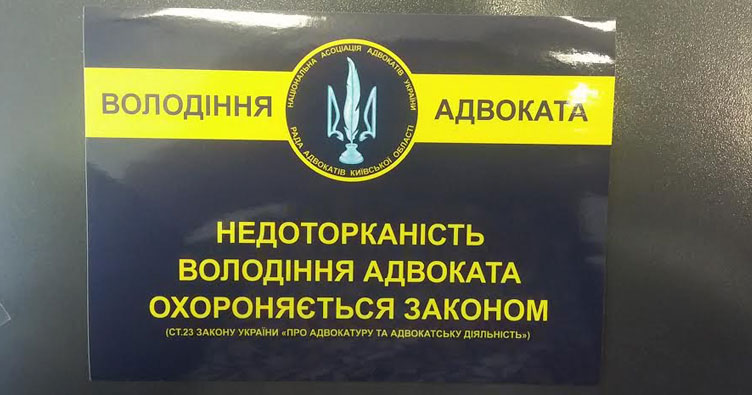 НАЦІОНАЛЬНА АСОЦІАЦІЯ АДВОКАТІВ УКРАЇНИ
ВОЛОДІННЯ АДВОКАТА
РАДА АДВОКАТІВ КИЇВСЬКОЇ ОБЛАСТІ
НЕДОТОРКАНІСТЬ
ВОЛОДІННЯ АДВОКАТА
ОХОРОНЯЄТЬСЯ ЗАКОНОМ
(СТ.23 ЗАКОНУ УКРАЇНИ «ПРО АДВОКАТУРУ ТА АДВОКАТСЬКУ ДІЯЛЬНІСТЬ»)